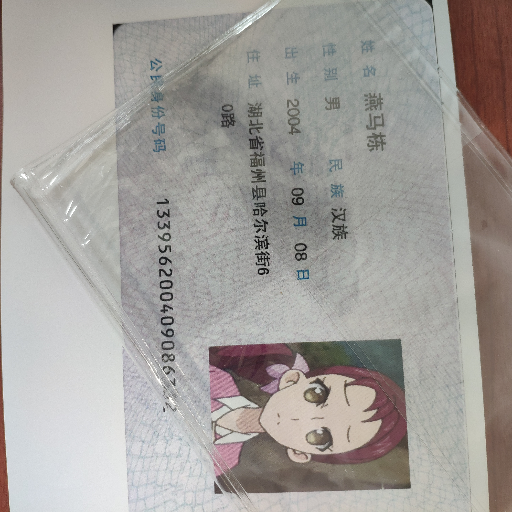 姓名 燕马栋
性别 男 民族 汉族
出生 2004 年 09 月 08 日
住址 湖北省福州县哈尔滨街6
0路
公民身份号码 133956200409086